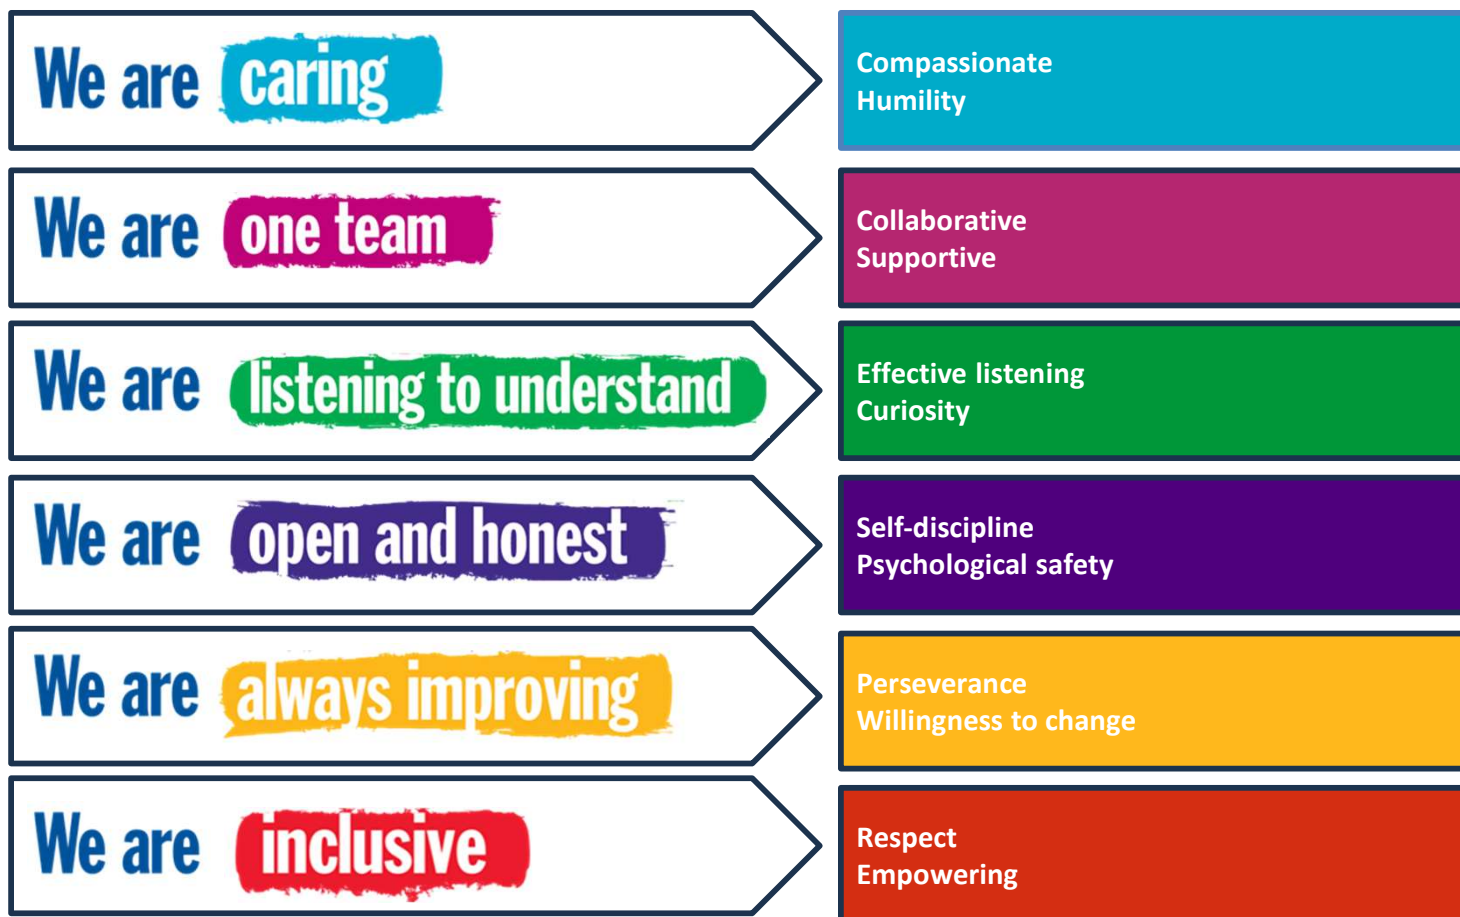 We are caring
Compassionate
Humility
We are one team
Collaborative
Supportive
We are listening to understand
Effective listening
Curiosity
We are open and honest
Self-discipline
Psychological safety
We are always improving
Perseverance
Willingness to change
We are inclusive
Respect
Empowering